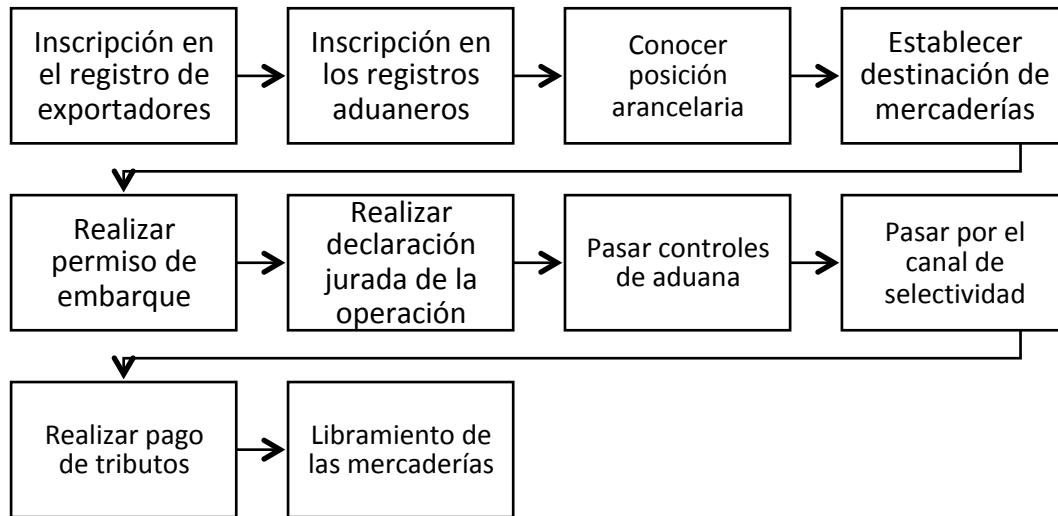 Inscripción en
el registro de
exportadores
Inscripción en
los registros
aduaneros
Conocer
posición
arancelaria
Establecer
destinación de
mercaderías
Realizar
permiso de
embarque
Realizar
declaración
jurada de la
operación
Pasar controles
de aduana
Pasar por el
canal de
selectividad
Realizar pago
de tributos
Libramiento de
las mercaderías